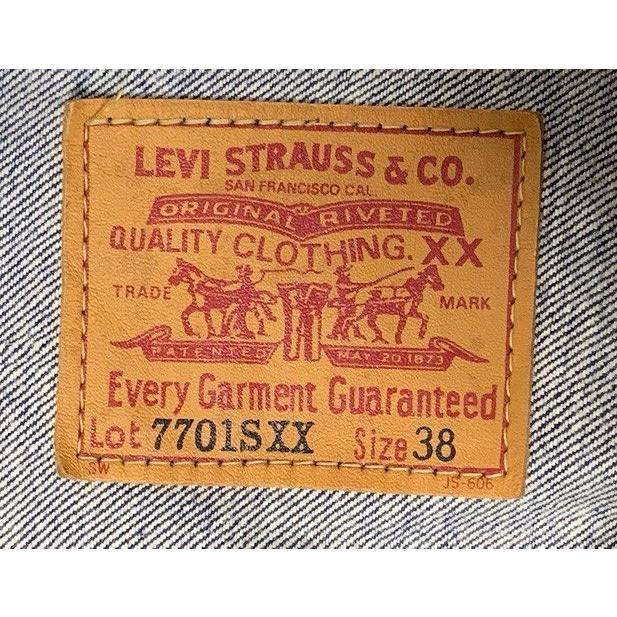 LEVI STRAUSS & CO.
SAN FRANCISCO CAL
ORIGINAL RIVETED
QUALITY CLOTHING. XX
TRADE MARK
PATENTED MAY 20 1873
Every Garment Guaranteed
Lot 7701SXX Size 38
SW JS-606